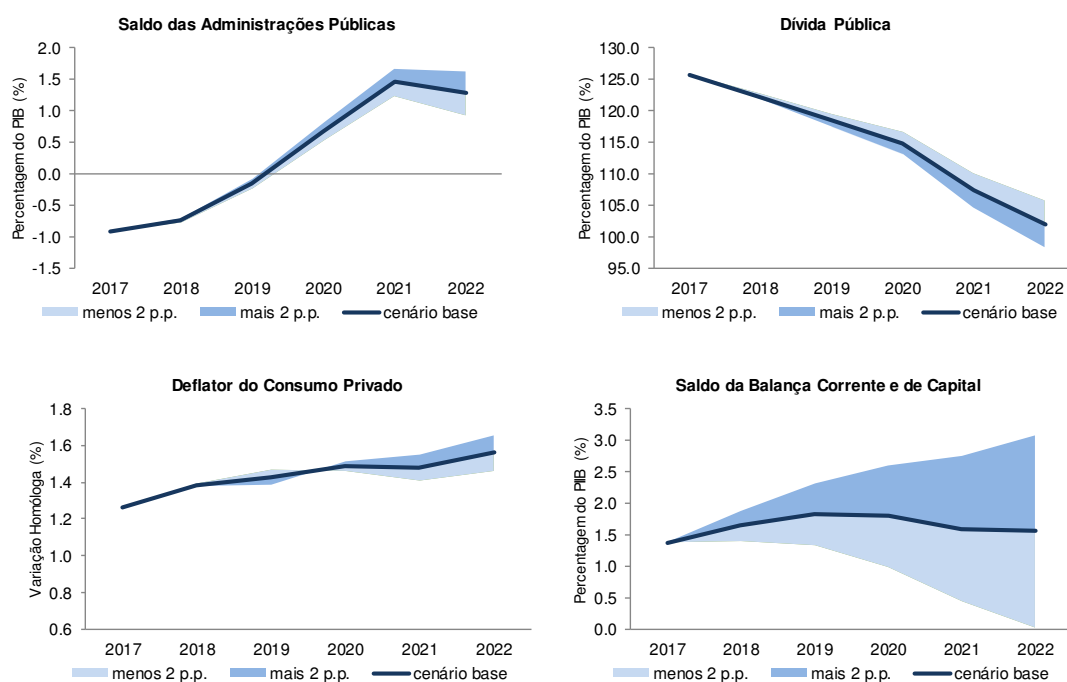 Saldo das Administrações Públicas
Percentagem do PIB (%)
2.0
1.5
1.0
0.5
0.0
-0.5
-1.0
-1.5
2017 2018 2019 2020 2021 2022
menos 2 p.p. mais 2 p.p. cenário base
Dívida Pública
Percentagem do PIB (%)
130.0
125.0
120.0
115.0
110.0
105.0
100.0
95.0
2017 2018 2019 2020 2021 2022
menos 2 p.p. mais 2 p.p. cenário base
Deflator do Consumo Privado
Variação Homóloga (%)
1.8
1.6
1.4
1.2
1.0
0.8
0.6
2017 2018 2019 2020 2021 2022
menos 2 p.p. mais 2 p.p. cenário base
Saldo da Balança Corrente e de Capital
Percentagem do PIB (%)
3.5
3.0
2.5
2.0
1.5
1.0
0.5
0.0
2017 2018 2019 2020 2021 2022
menos 2 p.p. mais 2 p.p. cenário base